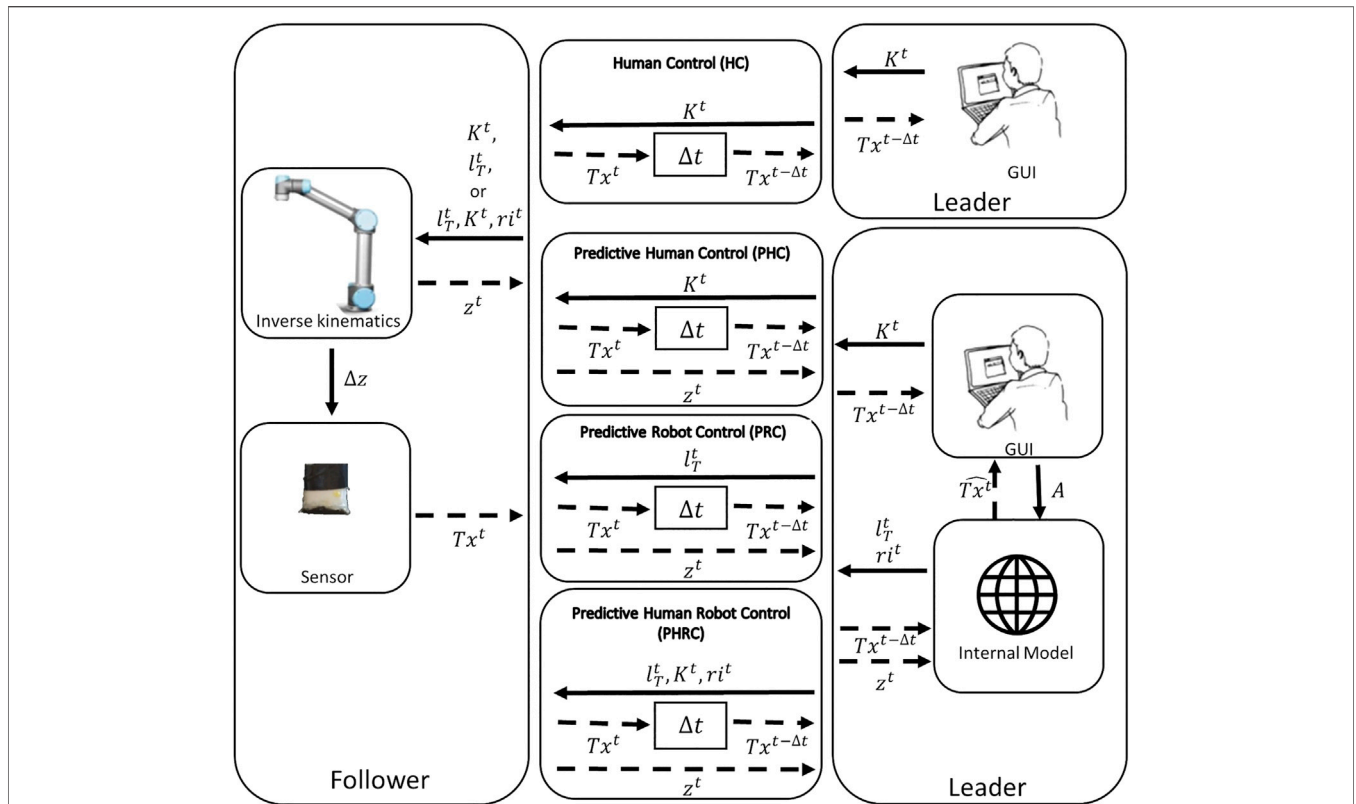 K^t,
l_T^t,
or
l_T^t, K^t, ri^t
z^t
Inverse kinematics
Δz
Sensor
Tx^t
Follower
Human Control (HC)
K^t
Δt
Tx^t
Tx^{t-Δt}
Predictive Human Control (PHC)
K^t
Δt
Tx^t
Tx^{t-Δt}
z^t
Predictive Robot Control (PRC)
l_T^t
Δt
Tx^t
Tx^{t-Δt}
z^t
Predictive Human Robot Control
(PHRC)
l_T^t, K^t, ri^t
Δt
Tx^t
Tx^{t-Δt}
z^t
K^t
Tx^{t-Δt}
GUI
Leader
K^t
Tx^{t-Δt}
GUI
\widehat{Tx^t}
A
l_T^t
ri^t
Tx^{t-Δt}
z^t
Internal Model
Leader